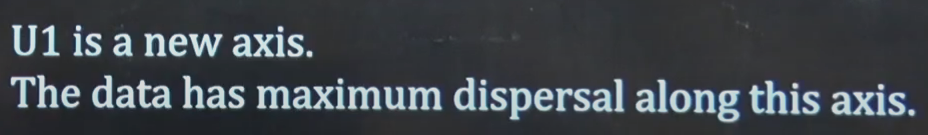 U1 is a new axis.
The data has maximum dispersal along this axis.